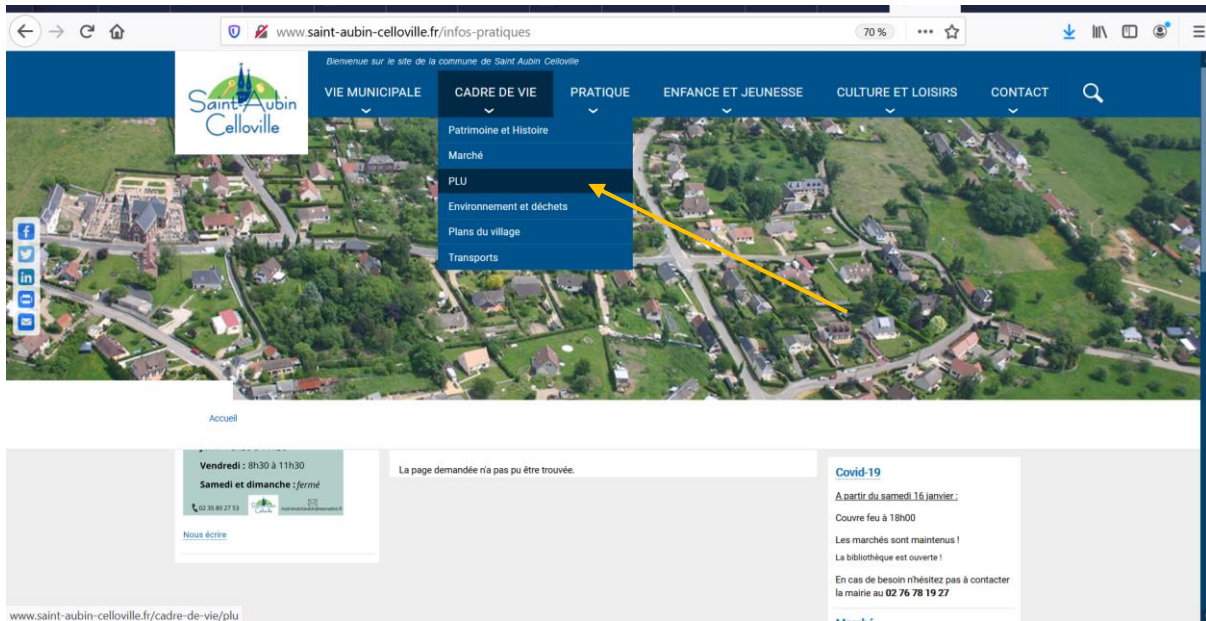 www.saint-aubin-celloville.fr/infos-pratiques
70 %
Bienvenue sur le site de la commune de Saint Aubin Celloville
Saint-Aubin
Celloville
VIE MUNICIPALE
CADRE DE VIE
PRATIQUE
ENFANCE ET JEUNESSE
CULTURE ET LOISIRS
CONTACT
Patrimoine et Histoire
Marché
PLU
Environnement et déchets
Plans du village
Transports
Accueil
Vendredi : 8h30 à 11h30
Samedi et dimanche : fermé
02 35 80 27 53
Nous écrire
La page demandée n'a pas pu être trouvée.
Covid-19
A partir du samedi 16 janvier :
Couvre feu à 18h00
Les marchés sont maintenus !
La bibliothèque est ouverte !
En cas de besoin n'hésitez pas à contacter
la mairie au 02 76 78 19 27
www.saint-aubin-celloville.fr/cadre-de-vie/plu